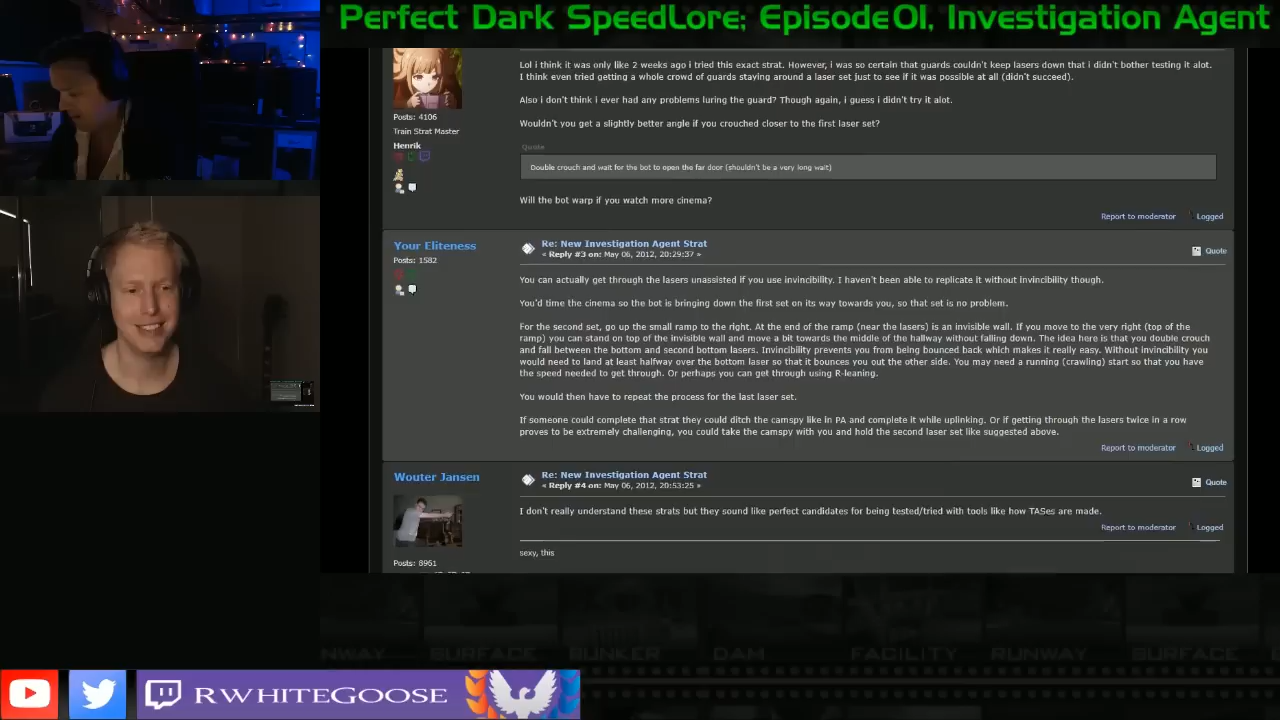 Perfect Dark SpeedLore; Episode 01, Investigation Agent
Lol i think it was only like 2 weeks ago i tried this exact strat. However, i was so certain that guards couldn't keep lasers down that i didn't bother testing it alot.
I think even tried getting a whole crowd of guards staying around a laser set just to see if it was possible at all (didn't succeed).
Also i don't think i ever had any problems luring the guard? Though again, i guess i didn't try it alot.
Posts: 4106
Wouldn't you get a slightly better angle if you crouched closer to the first laser set?
Train Strat Master
Henrik
Quote
Double crouch and wait for the bot to open the far door (shouldn't be a very long wait)
Will the bot warp if you watch more cinema?
Report to moderator Logged
Your Eliteness
Posts: 1582
Re: New Investigation Agent Strat
« Reply #3 on: May 06, 2012, 20:29:37 »
Quote
You can actually get through the lasers unassisted if you use invincibility. I haven't been able to replicate it without invincibility though.
You'd time the cinema so the bot is bringing down the first set on its way towards you, so that set is no problem.
For the second set, go up the small ramp to the right. At the end of the ramp (near the lasers) is an invisible wall. If you move to the very right (top of the
ramp) you can stand on top of the invisible wall and move a bit towards the middle of the hallway without falling down. The idea here is that you double crouch
and fall between the bottom and second bottom lasers. Invincibility prevents you from being bounced back which makes it really easy. Without invincibility you
would need to land at least halfway over the bottom laser so that it bounces you out the other side. You may need a running (crawling) start so that you have
the speed needed to get through. Or perhaps you can get through using R-leaning.
You would then have to repeat the process for the last laser set.
If someone could complete that strat they could ditch the camspy like in PA and complete it while uplinking. Or if getting through the lasers twice in a row
proves to be extremely challenging, you could take the camspy with you and hold the second laser set like suggested above.
Report to moderator Logged
Wouter Jansen
Re: New Investigation Agent Strat
« Reply #4 on: May 06, 2012, 20:53:25 »
Quote
I don't really understand these strats but they sound like perfect candidates for being tested/tried with tools like how TASes are made.
Report to moderator Logged
sexy, this
Posts: 8961
SURFACE BUNKER DAM FACILITY RUNWAY SURFACE
RWHITEGOOSE